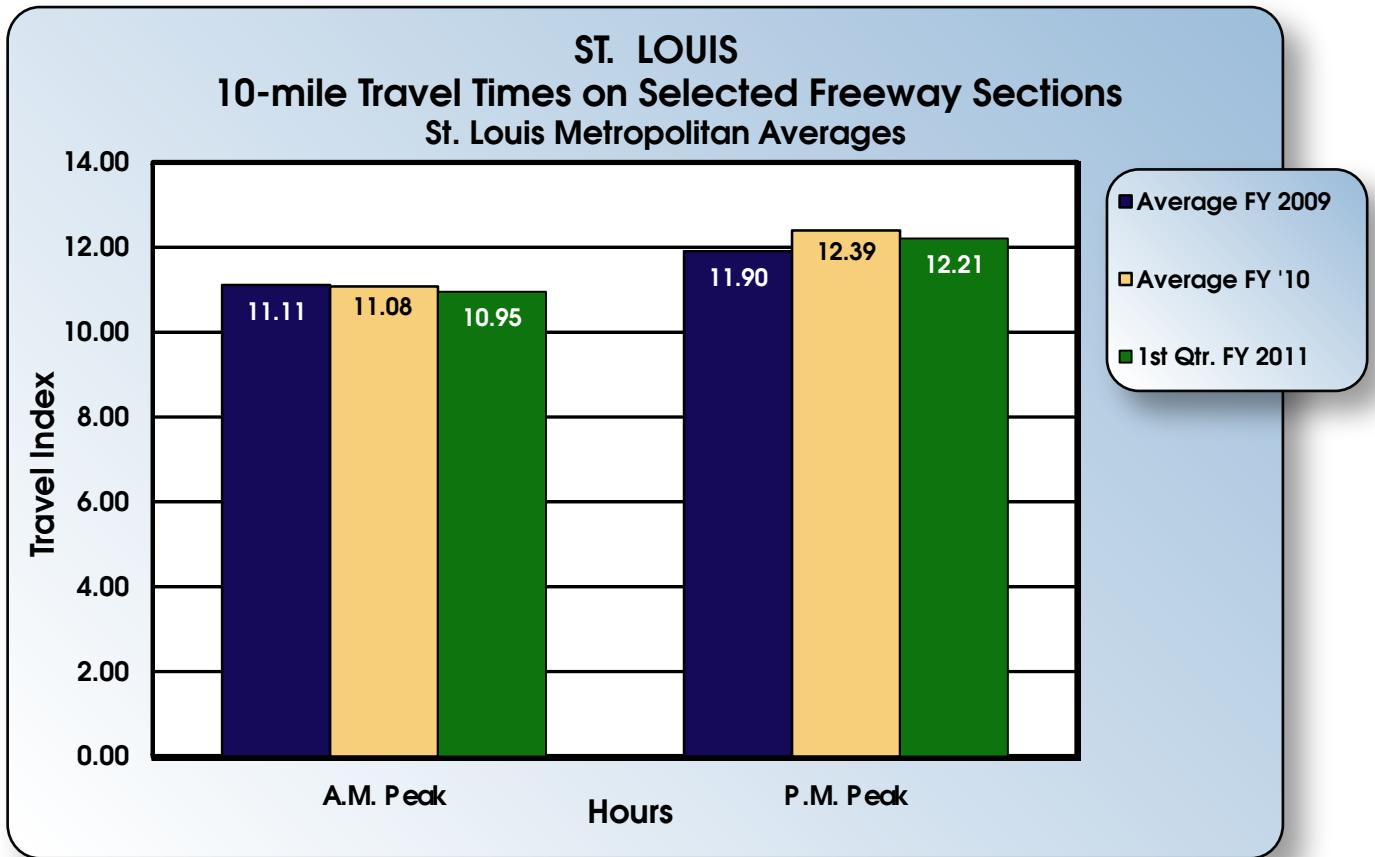 ST. LOUIS
10-mile Travel Times on Selected Freeway Sections
St. Louis Metropolitan Averages
14.00
12.00
10.00
8.00
6.00
4.00
2.00
0.00
Travel Index
11.11
11.08
10.95
11.90
12.39
12.21
A.M. Peak
P.M. Peak
Hours
Average FY 2009
Average FY '10
1st Qtr. FY 2011